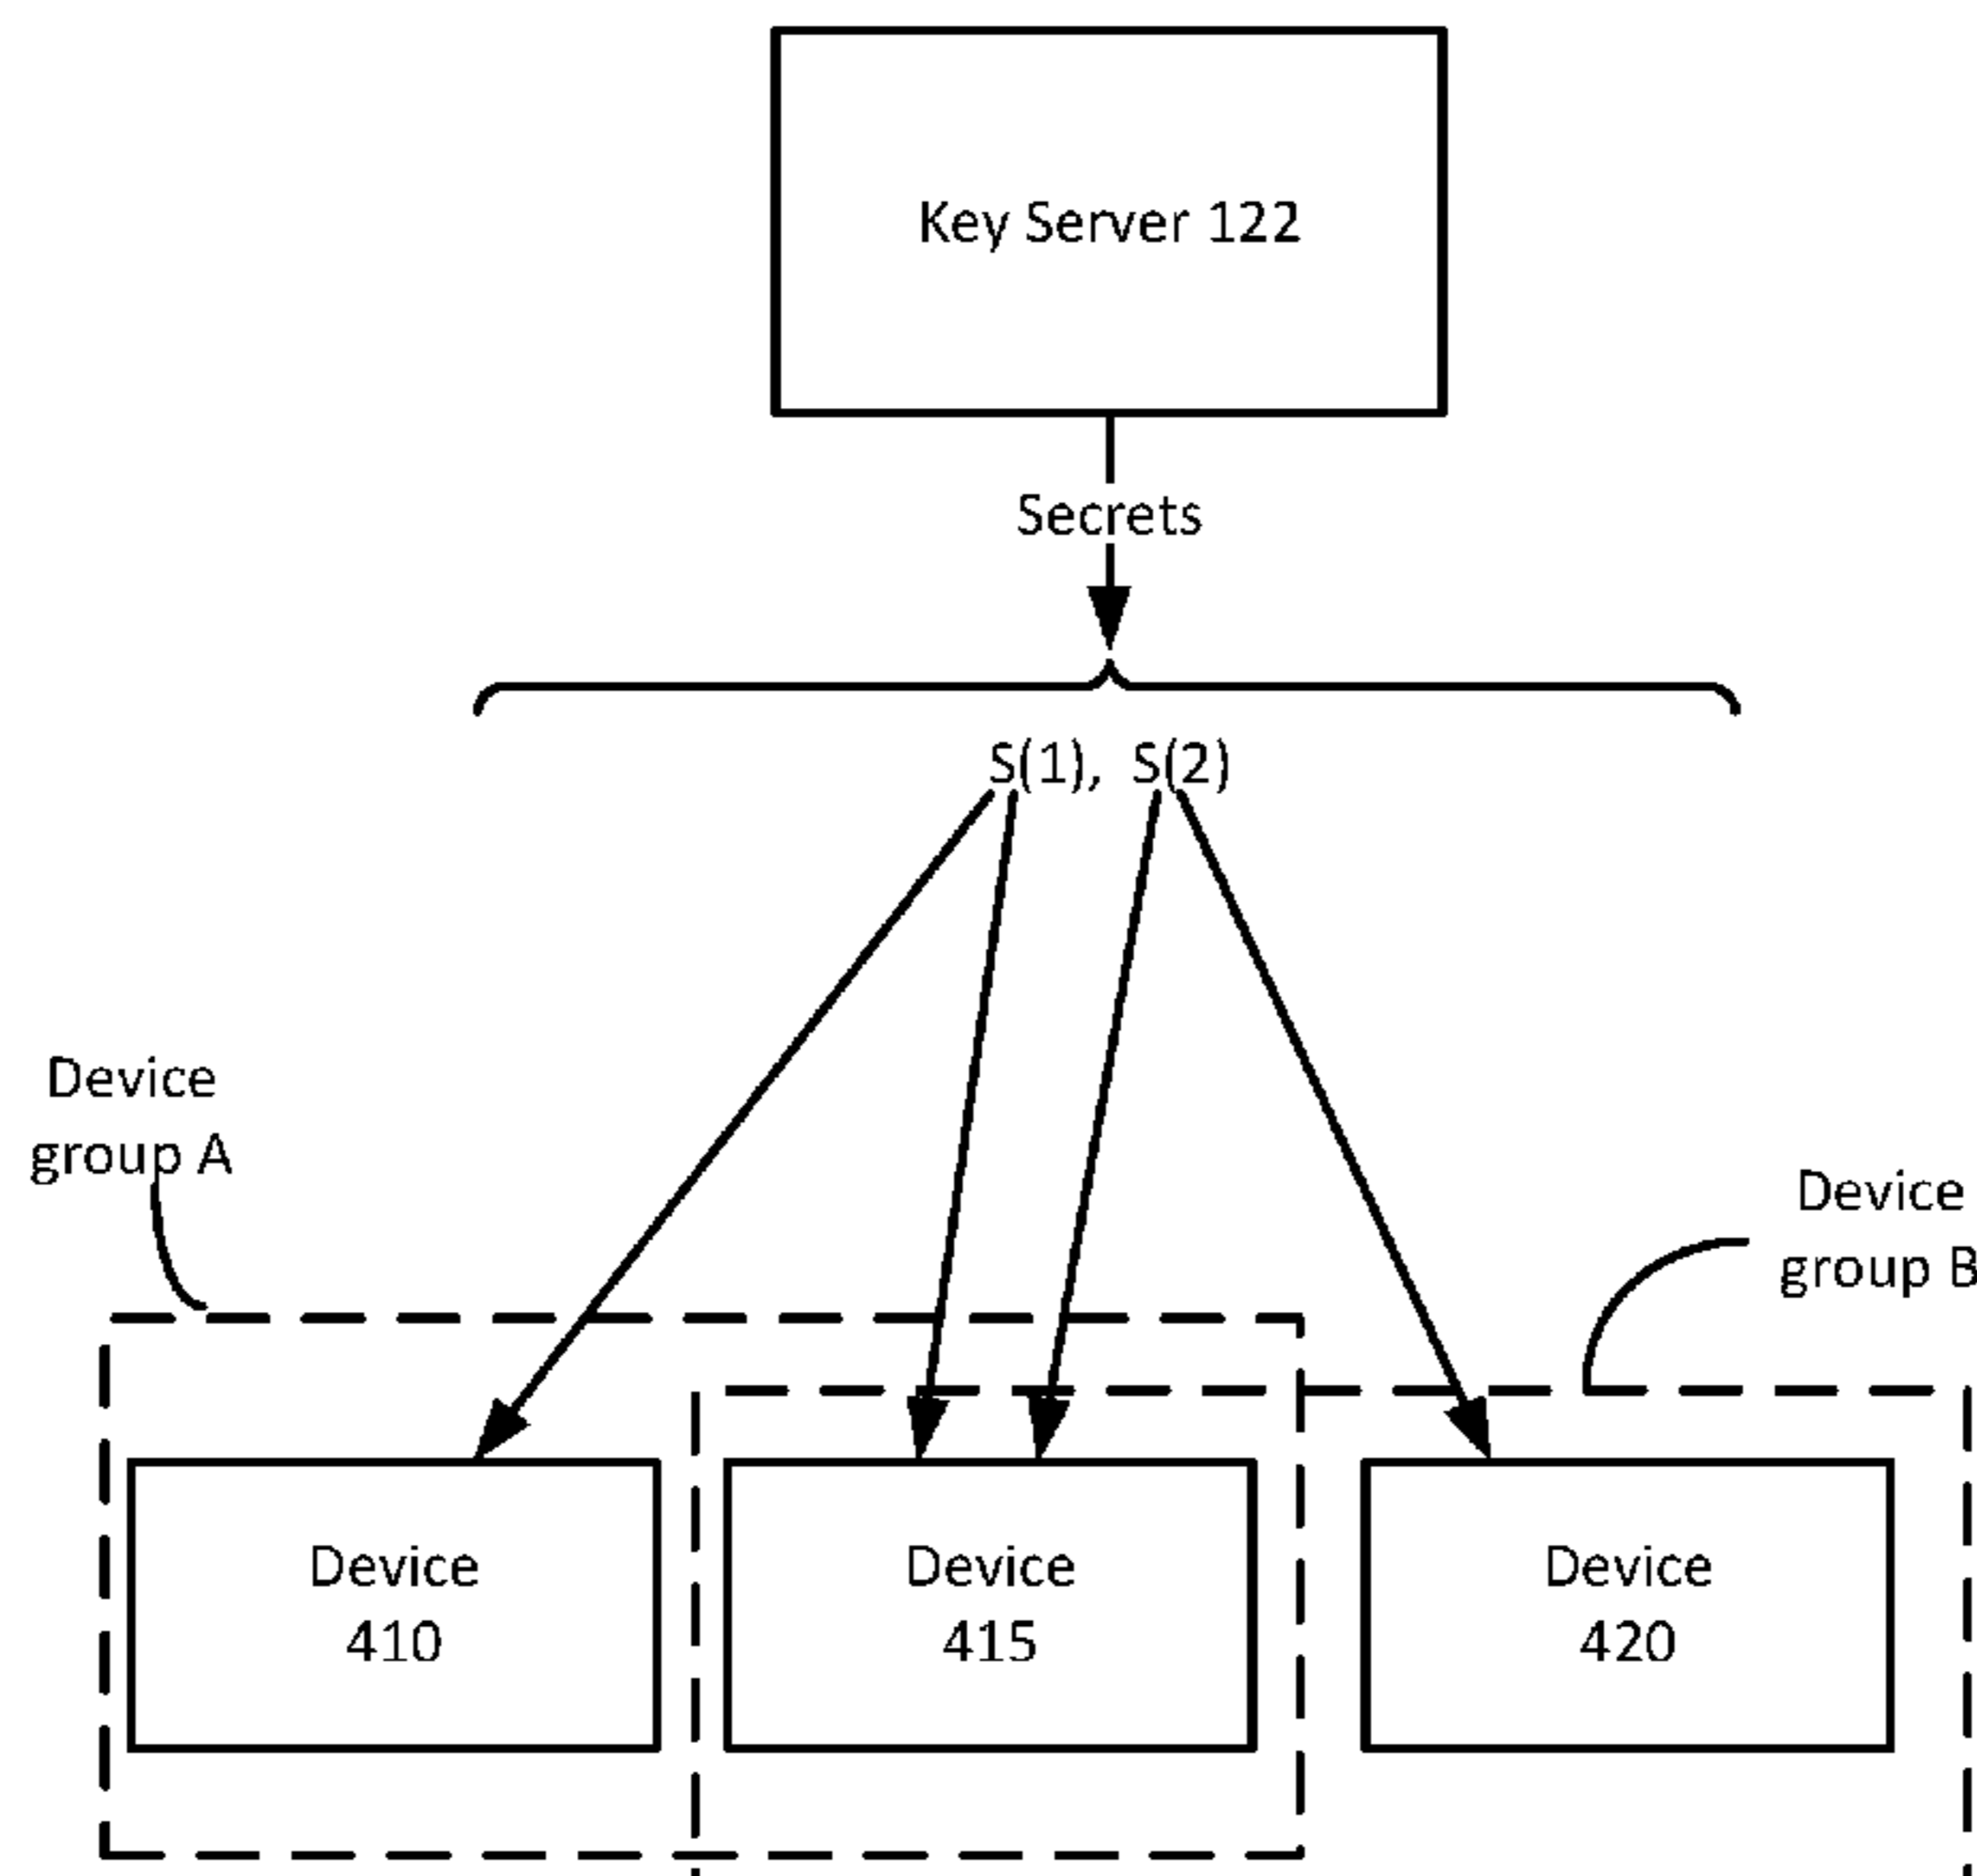 Key Server 122
Secrets
S(1), S(2)
Device
group A
Device
group B
Device
410
Device
415
Device
420